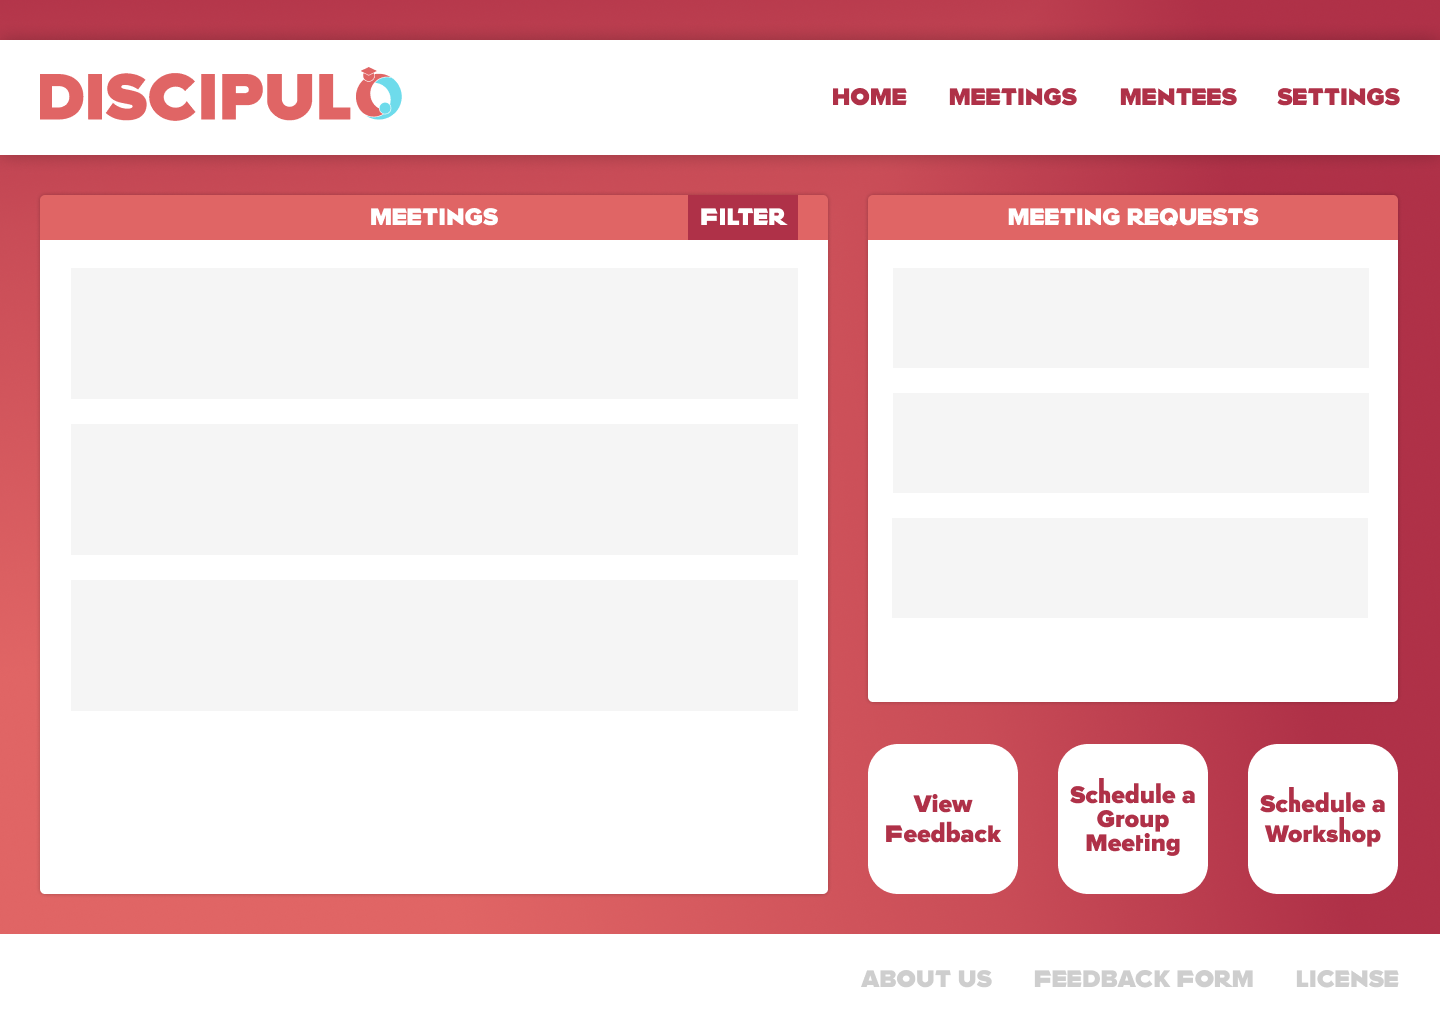 DISCIPULO
HOME MEETINGS MENTEES SETTINGS
MEETINGS
FILTER
MEETING REQUESTS
View
Feedback
Schedule a
Group
Meeting
Schedule a
Workshop
ABOUT US FEEDBACK FORM LICENSE